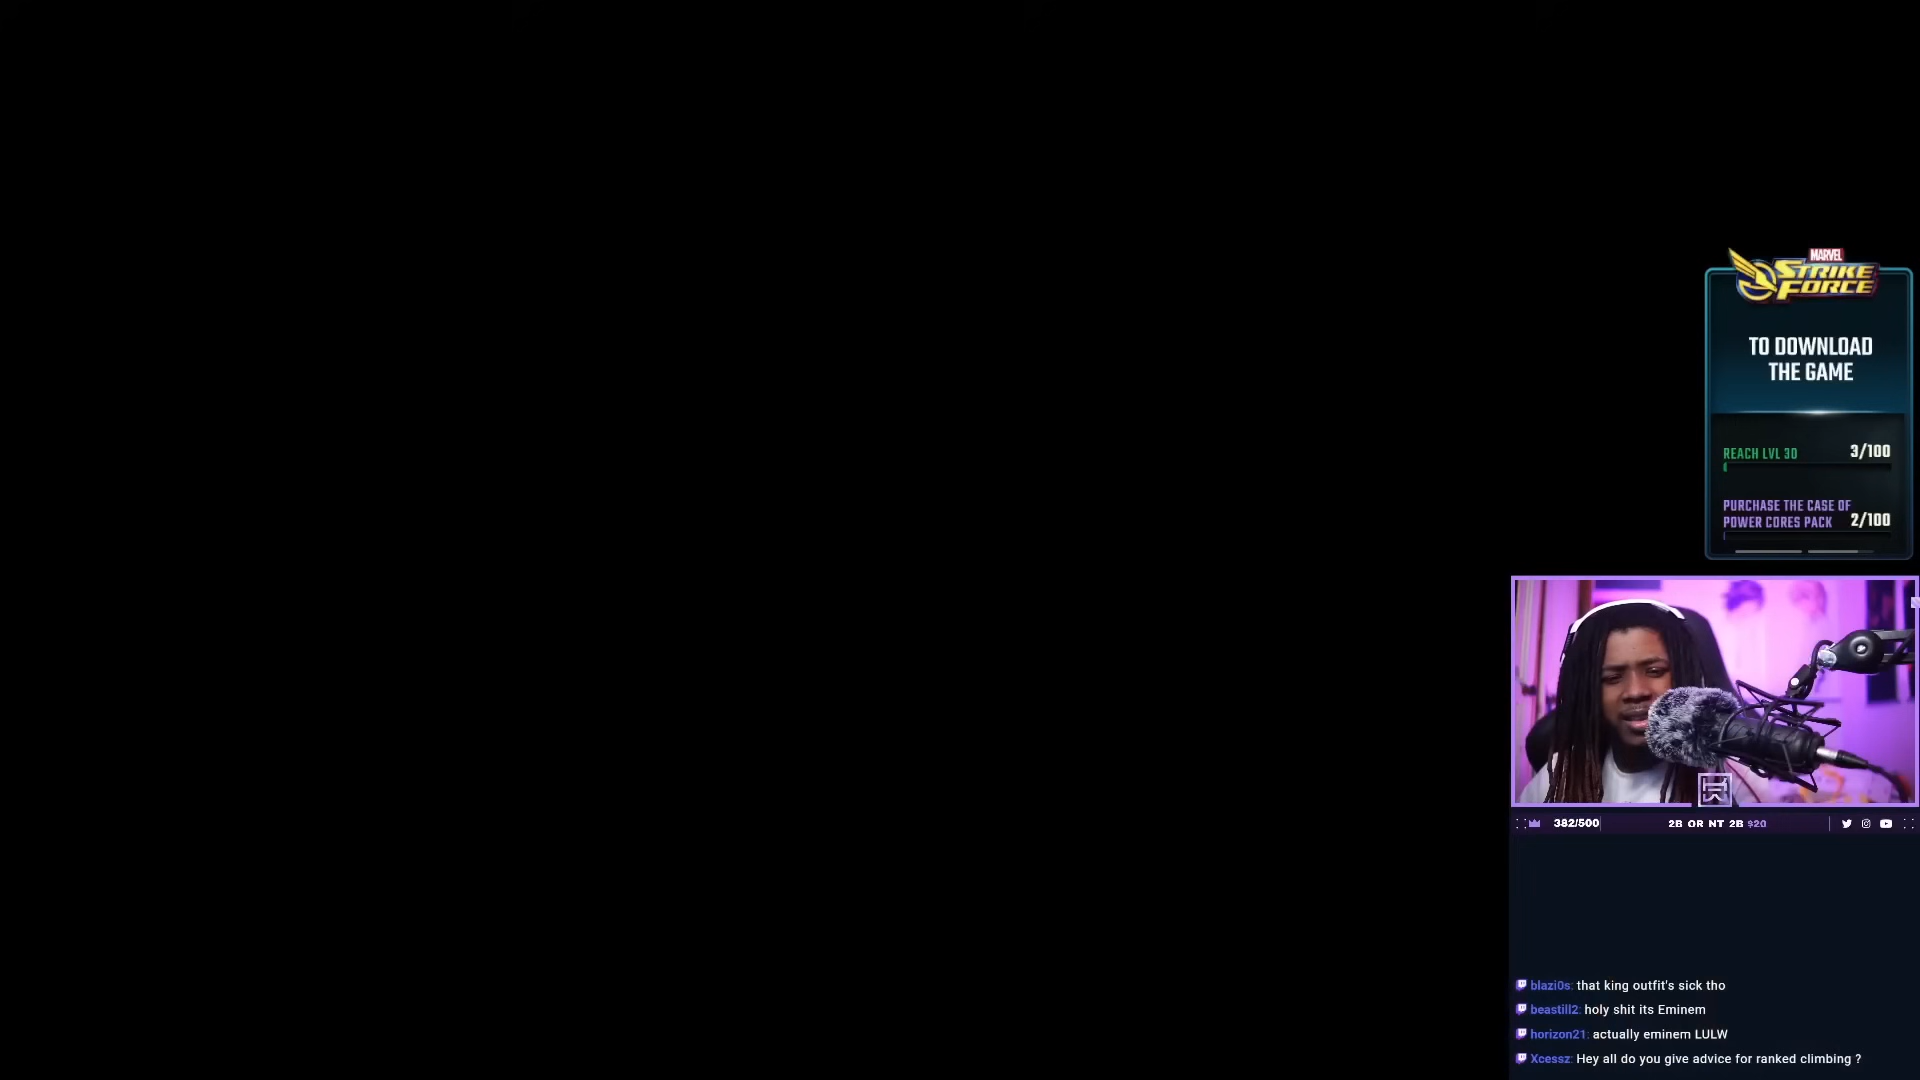 MARVEL
STRIKE
FORCE
TO DOWNLOAD
THE GAME
REACH LVL 30
3/100
PURCHASE THE CASE OF
POWER CORES PACK
2/100
382/500
2B OR NT 2B $20
blazi0s: that king outfit's sick tho
beastill2: holy shit its Eminem
horizon21: actually eminem LULW
Xcessz: Hey all do you give advice for ranked climbing ?